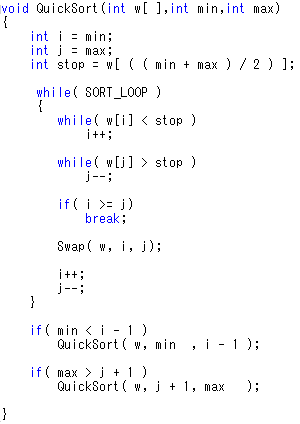 void QuickSort(int w[ ],int min,int max)
{
    int i = min;
    int j = max;
    int stop = w[ ( ( min + max ) / 2 ) ];
     while( SORT_LOOP )
     {
        while( w[i] < stop )
            i++;
        while( w[j] > stop )
            j--;
        if( i >= j)
            break;
        Swap( w, i, j);
        i++;
        j--;
    }
    if( min < i - 1 )
        QuickSort( w, min  , i - 1 );
    if( max > j + 1 )
        QuickSort( w, j + 1, max   );
}